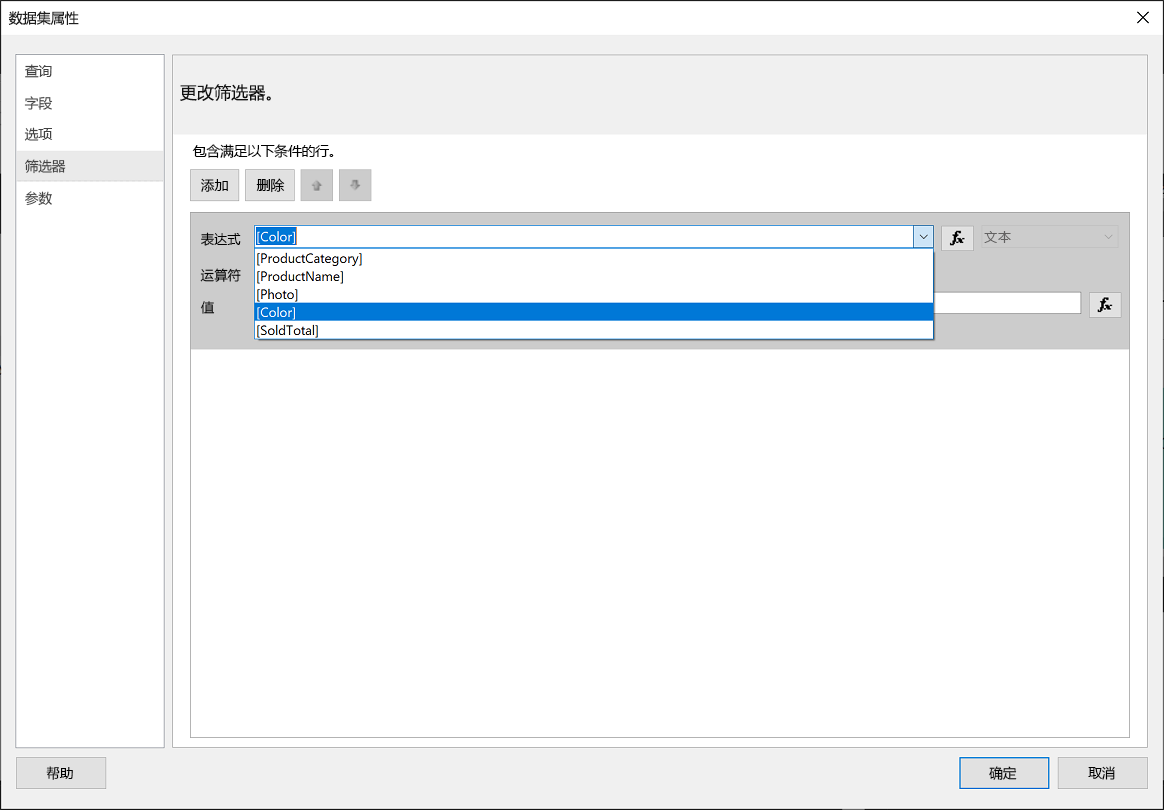 数据集属性
查询
字段
选项
筛选器
参数
更改筛选器。
包含满足以下条件的行。
添加 删除
表达式 [Color] fx 文本
[ProductCategory]
运算符 [ProductName]
[Photo]
值 fx
[Color]
[SoldTotal]
帮助 确定 取消